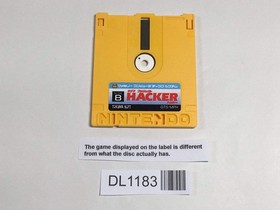 B HACKER
NINTENDO
The game displayed on the label is different
from what the disc actually has.
DL1183